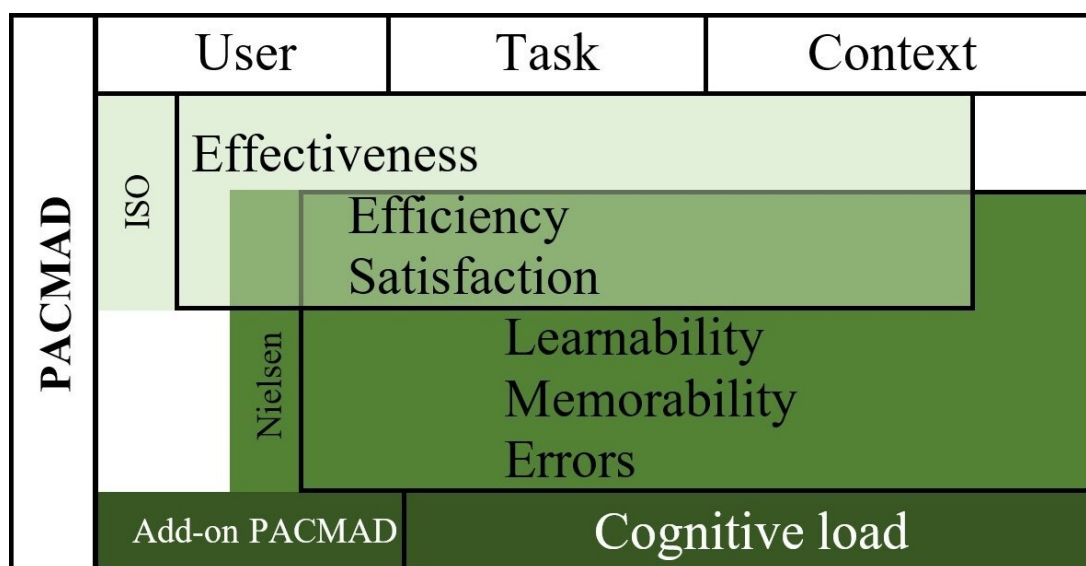 PACMAD
User
Task
Context
ISO
Effectiveness
Efficiency
Satisfaction
Nielsen
Learnability
Memorability
Errors
Add-on PACMAD
Cognitive load